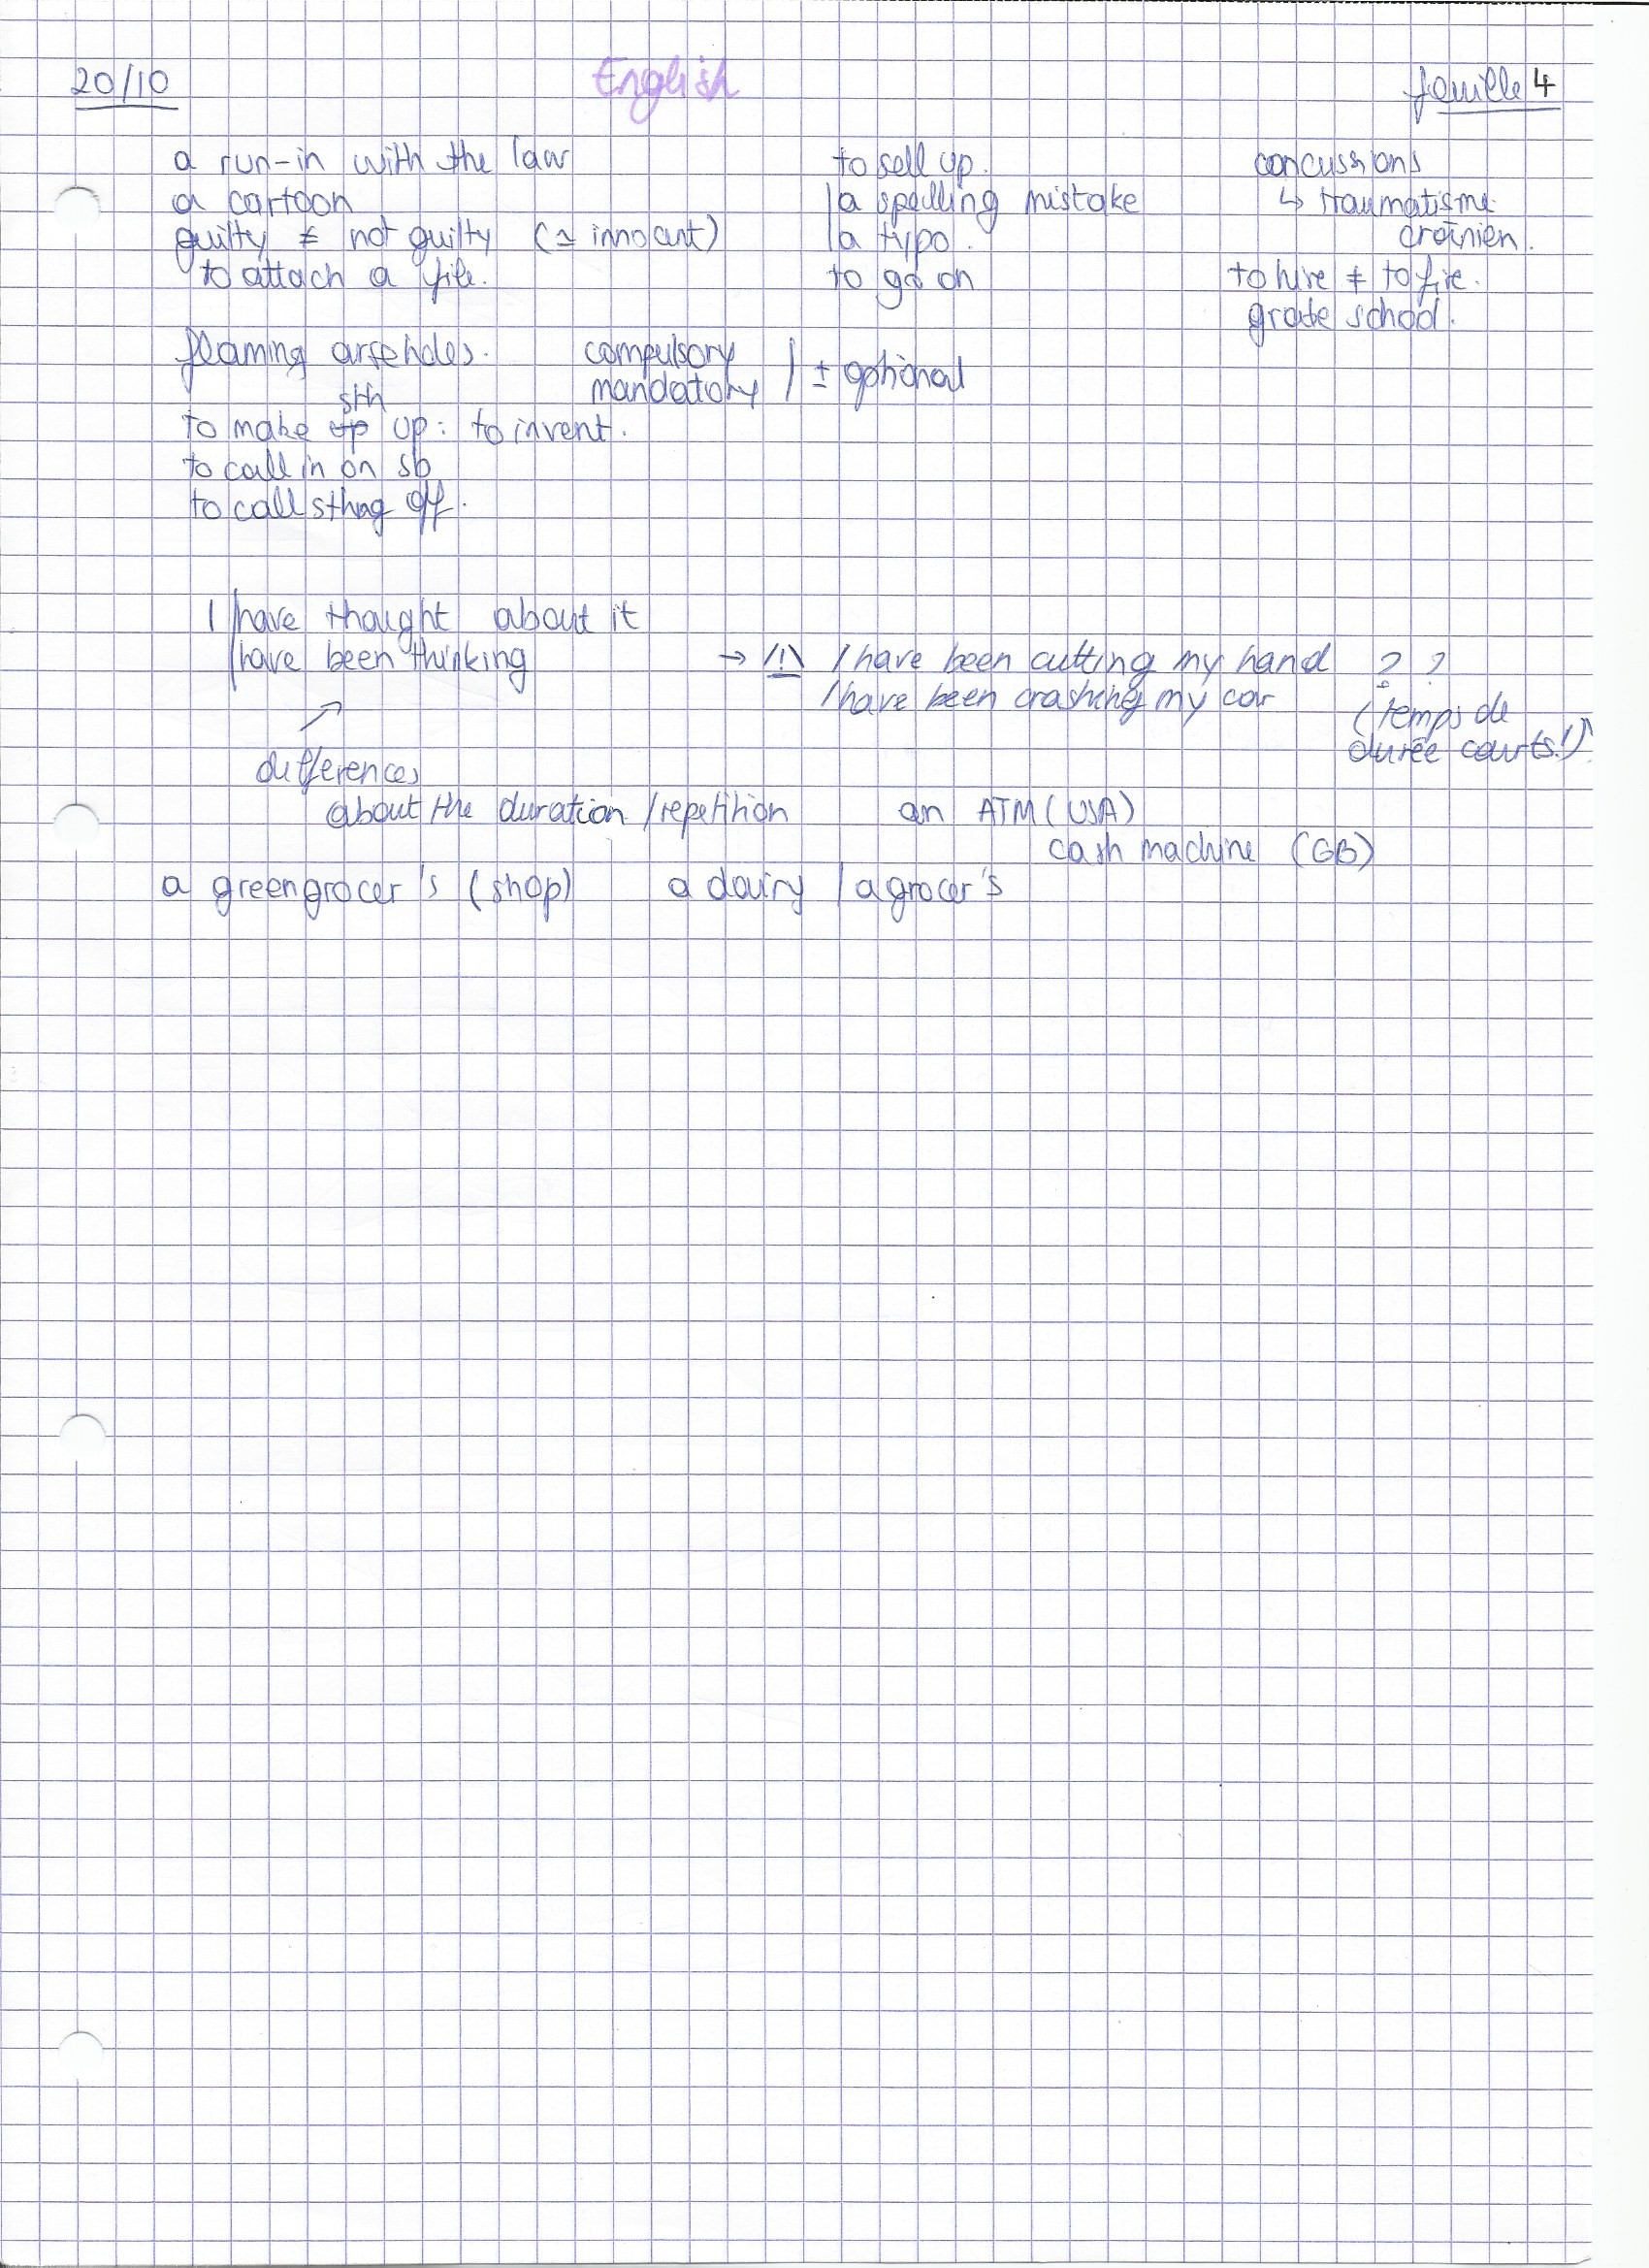 20/10 English feuille 4
a run-in with the law
a cartoon
guilty ≠ not guilty (≃ innocent)
to attach a file.
to sell up.
a spelling mistake
a typo.
to go on
concussions
↳ traumatisme
crânien.
to hire ≠ to fire.
grade school.
flaming arseholes.
compulsory
mandatory | ± optional
sth
to make up up : to invent.
to call in on sb
to call sthng off.
I have thought about it
have been thinking
→ /!\ I have been cutting my hand ? ?
I have been crashing my car
(temps de
durée courts!)
differences
about the duration / repetition
an ATM (USA)
cash machine (GB)
a greengrocer's (shop) a dairy / a grocer's